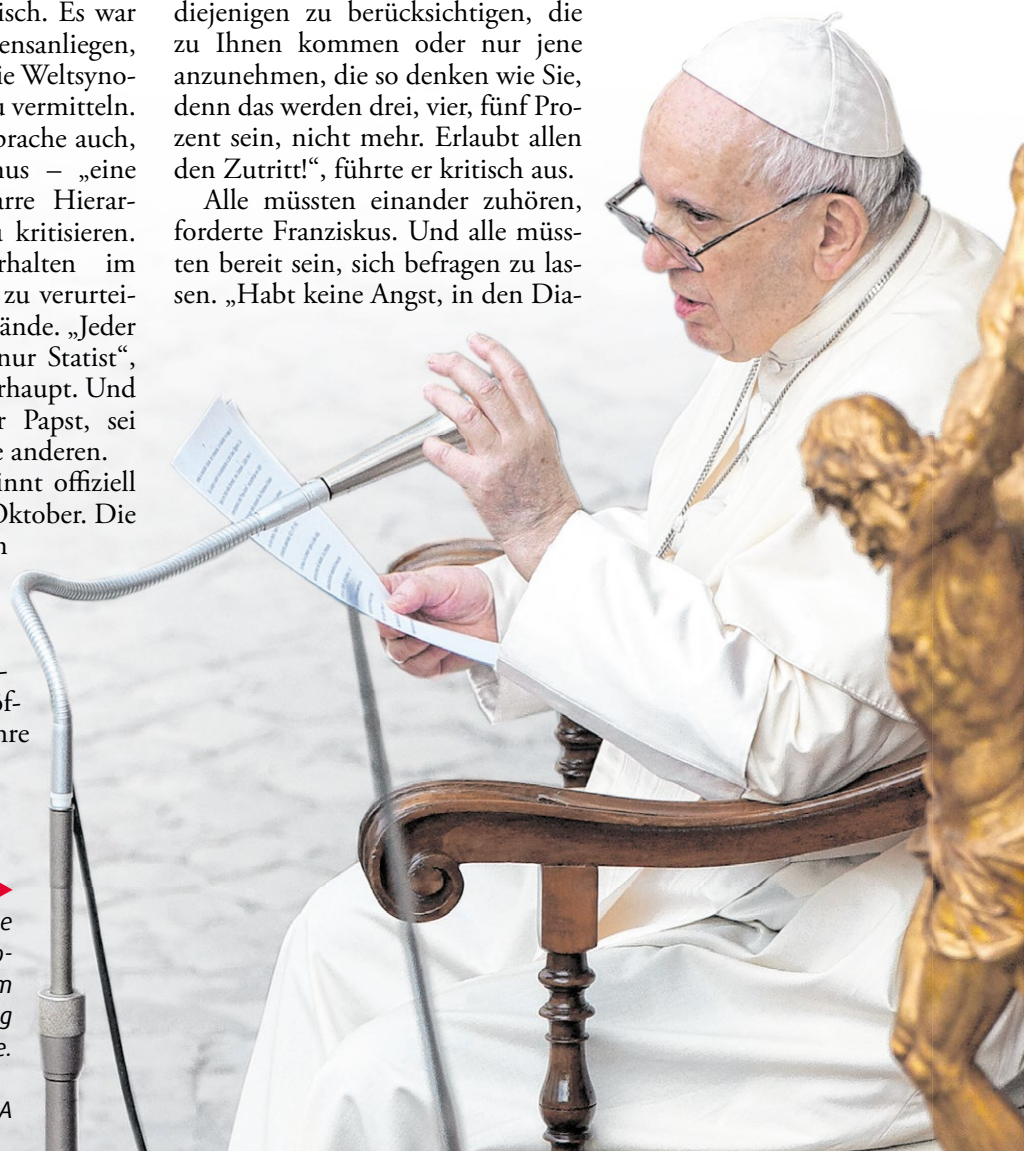 isch. Es war
ensanliegen,
ie Weltsyno-
u vermitteln.
prache auch,
nus – „eine
arre Hierar-
u kritisieren.
rhalten im
zu verurtei-
ände. „Jeder
nur Statist“,
rhaupt. Und
r Papst, sei
e anderen.
innt offiziell
Oktober. Die
n
–
of-
hre
e
o-
m
g
e.
A
diejenigen zu berücksichtigen, die
zu Ihnen kommen oder nur jene
anzunehmen, die so denken wie Sie,
denn das werden drei, vier, fünf Pro-
zent sein, nicht mehr. Erlaubt allen
den Zutritt!“, führte er kritisch aus.
Alle müssten einander zuhören,
forderte Franziskus. Und alle müss-
ten bereit sein, sich befragen zu las-
sen. „Habt keine Angst, in den Dia-